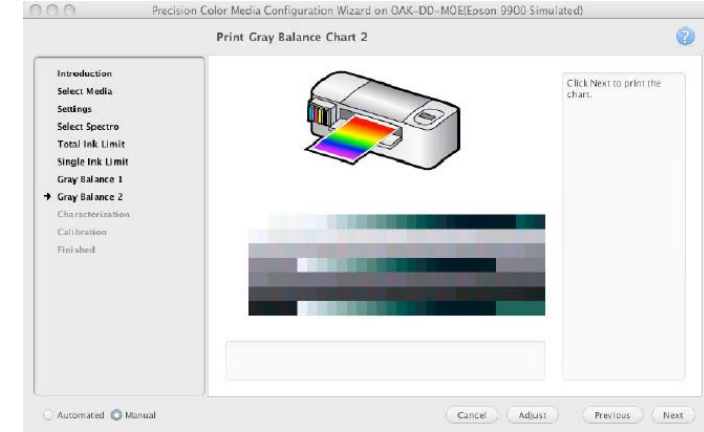 Precision Color Media Configuration Wizard on OAK-DD-MOE(Epson 9900 Simulated)
Print Gray Balance Chart 2
?
Introduction
Select Media
Settings
Select Spectro
Total Ink Limit
Single Ink Limit
Gray Balance 1
➔ Gray Balance 2
Characterization
Calibration
Finished
Click Next to print the
chart.
Automated Manual
Cancel Adjust Previous Next